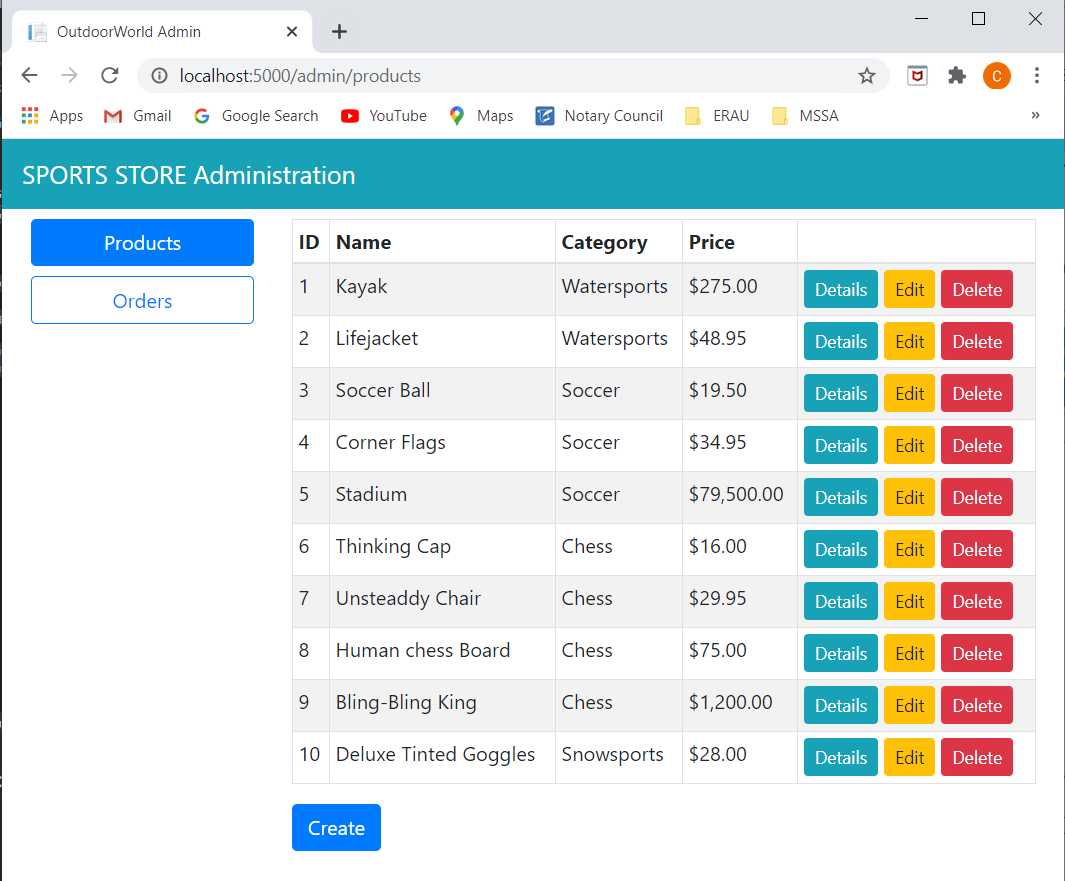 OutdoorWorld Admin
localhost:5000/admin/products
C
Apps Gmail Google Search YouTube Maps Notary Council ERAU MSSA »
SPORTS STORE Administration
Products
Orders
ID Name Category Price
1 Kayak Watersports $275.00 Details Edit Delete
2 Lifejacket Watersports $48.95 Details Edit Delete
3 Soccer Ball Soccer $19.50 Details Edit Delete
4 Corner Flags Soccer $34.95 Details Edit Delete
5 Stadium Soccer $79,500.00 Details Edit Delete
6 Thinking Cap Chess $16.00 Details Edit Delete
7 Unsteaddy Chair Chess $29.95 Details Edit Delete
8 Human chess Board Chess $75.00 Details Edit Delete
9 Bling-Bling King Chess $1,200.00 Details Edit Delete
10 Deluxe Tinted Goggles Snowsports $28.00 Details Edit Delete
Create